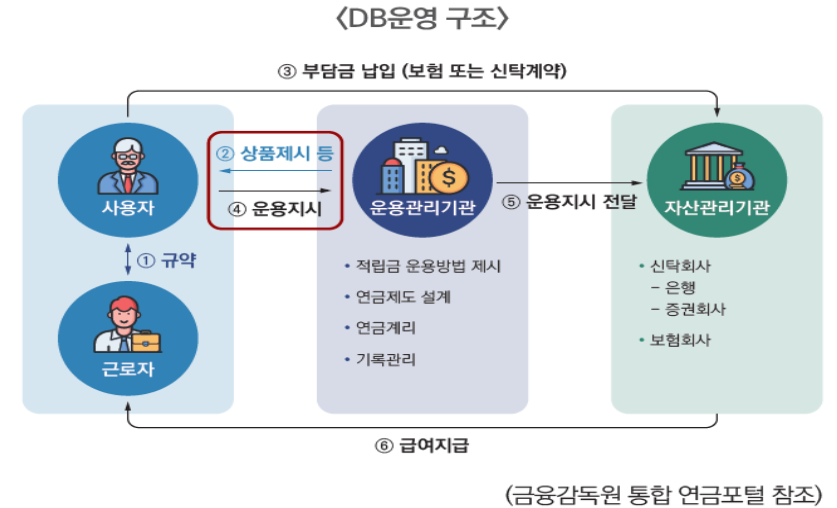 〈DB운영 구조〉
③ 부담금 납입 (보험 또는 신탁계약)
② 상품제시 등
④ 운용지시
사용자
운용관리기관
⑤ 운용지시 전달
자산관리기관
① 규약
근로자
• 적립금 운용방법 제시
• 연금제도 설계
• 연금계리
• 기록관리
• 신탁회사
– 은행
– 증권회사
• 보험회사
⑥ 급여지급
(금융감독원 통합 연금포털 참조)